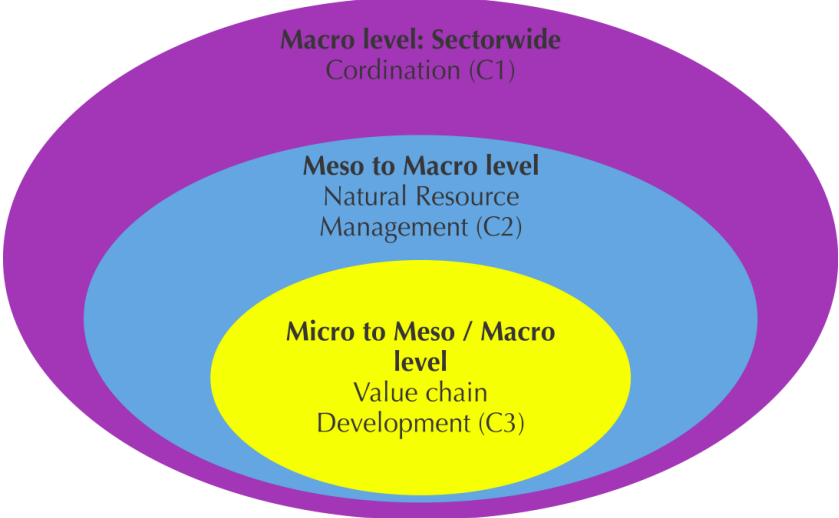 Macro level: Sectorwide
Cordination (C1)
Meso to Macro level
Natural Resource
Management (C2)
Micro to Meso / Macro
level
Value chain
Development (C3)